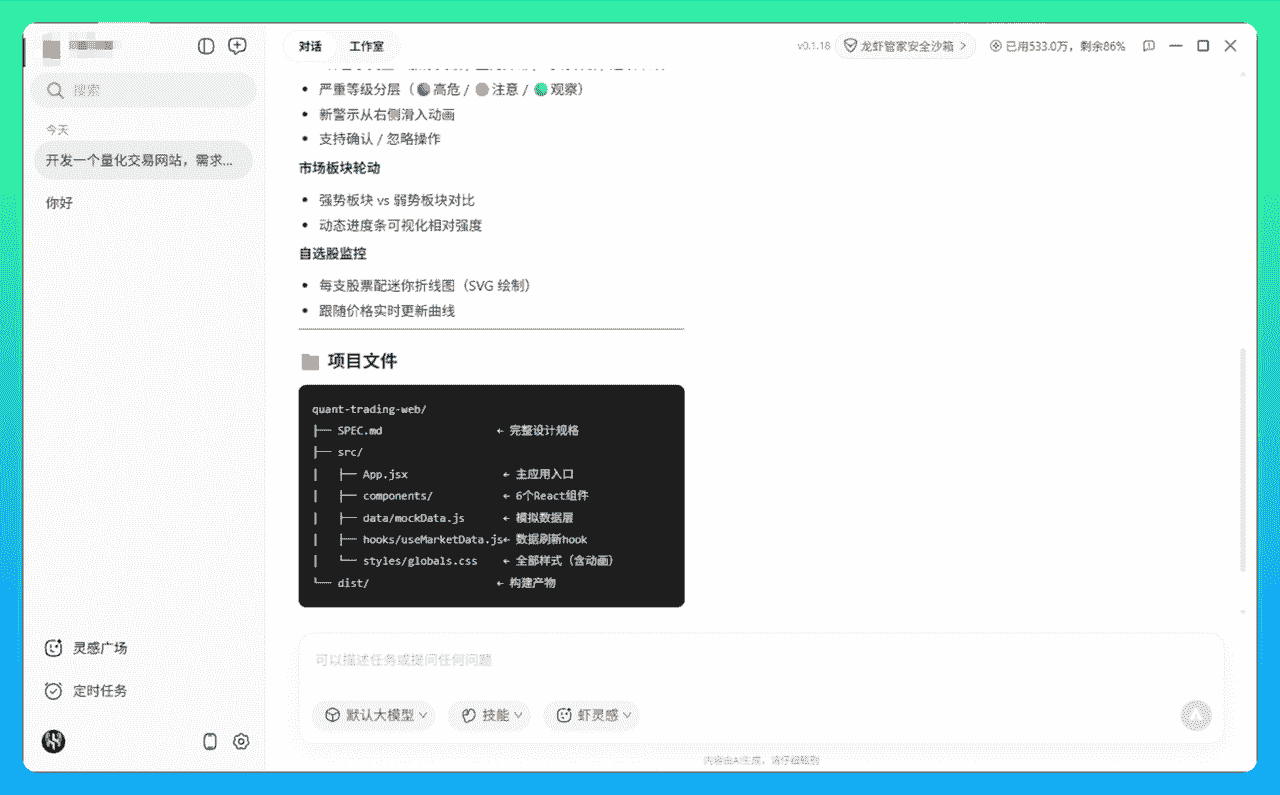 对话
工作室
v0.1.18
龙虾管家安全沙箱 >
已用533.0万，剩余86%
搜索
今天
开发一个量化交易网站，需求...
你好
灵感广场
定时任务
• 严重等级分层（高危 / 注意 / 观察）
• 新警示从右侧滑入动画
• 支持确认 / 忽略操作
市场板块轮动
• 强势板块 vs 弱势板块对比
• 动态进度条可视化相对强度
自选股监控
• 每支股票配迷你折线图（SVG 绘制）
• 跟随价格实时更新曲线
项目文件
quant-trading-web/
├── SPEC.md ← 完整设计规格
├── src/
│ ├── App.jsx ← 主应用入口
│ ├── components/ ← 6个React组件
│ ├── data/mockData.js ← 模拟数据层
│ ├── hooks/useMarketData.js← 数据刷新hook
│ └── styles/globals.css ← 全部样式（含动画）
└── dist/ ← 构建产物
可以描述任务或提问任何问题
默认大模型
技能
虾灵感
内容由AI生成，请仔细甄别